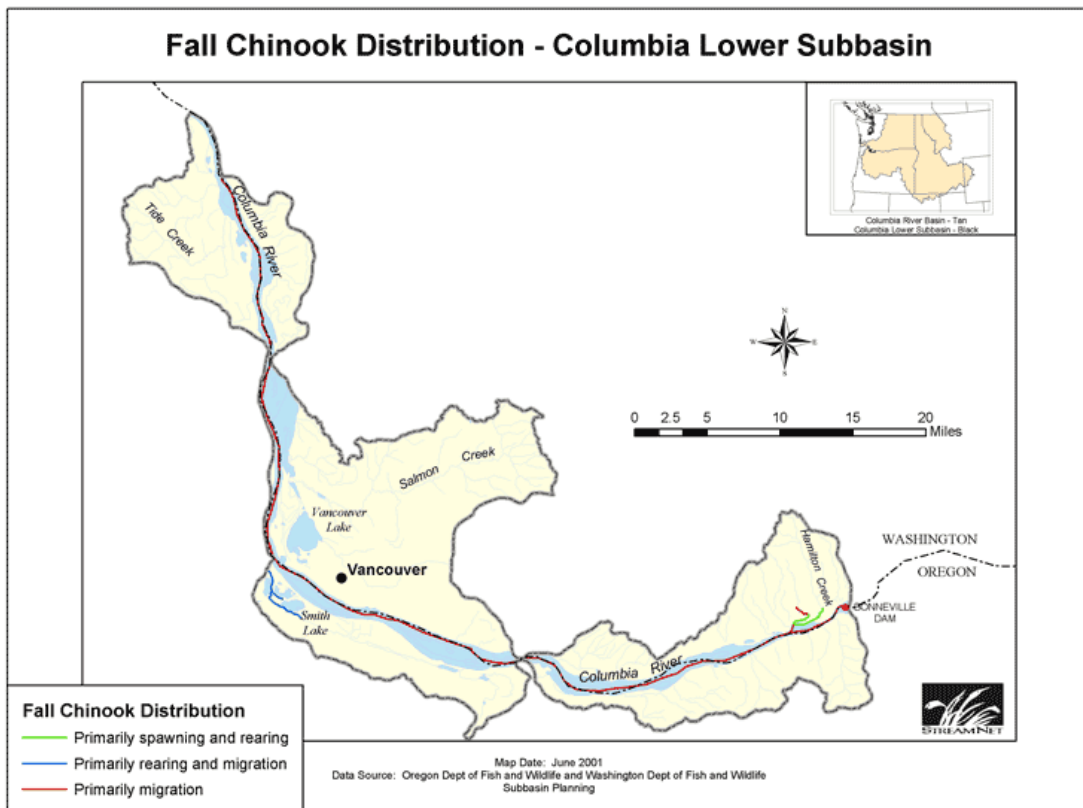 Fall Chinook Distribution - Columbia Lower Subbasin
Columbia River Basin - Tan
Columbia Lower Subbasin - Black
Tide Creek
Columbia River
N
W
E
S
0 2.5 5 10 15 20
Miles
Salmon Creek
Vancouver
Lake
Vancouver
Smith
Lake
Hamilton Creek
WASHINGTON
OREGON
BONNEVILLE
DAM
Columbia River
STREAMNET
Fall Chinook Distribution
Primarily spawning and rearing
Primarily rearing and migration
Primarily migration
Map Date: June 2001
Data Source: Oregon Dept of Fish and Wildlife and Washington Dept of Fish and Wildlife
Subbasin Planning